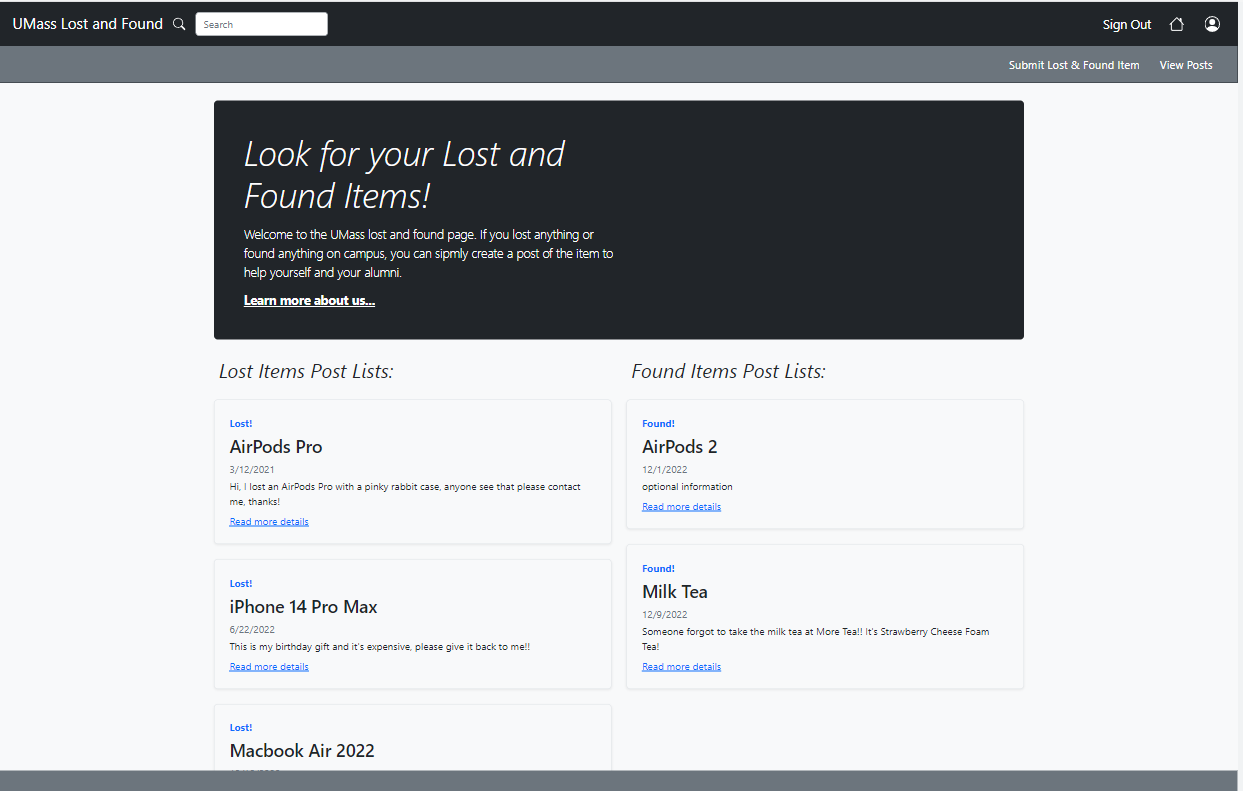 UMass Lost and Found
Search
Sign Out
Submit Lost & Found Item
View Posts
Look for your Lost and
Found Items!
Welcome to the UMass lost and found page. If you lost anything or
found anything on campus, you can sipmly create a post of the item to
help yourself and your alumni.
Learn more about us...
Lost Items Post Lists:
Lost!
AirPods Pro
3/12/2021
Hi, I lost an AirPods Pro with a pinky rabbit case, anyone see that please contact
me, thanks!
Read more details
Lost!
iPhone 14 Pro Max
6/22/2022
This is my birthday gift and it's expensive, please give it back to me!!
Read more details
Lost!
Macbook Air 2022
Found Items Post Lists:
Found!
AirPods 2
12/1/2022
optional information
Read more details
Found!
Milk Tea
12/9/2022
Someone forgot to take the milk tea at More Tea!! It's Strawberry Cheese Foam
Tea!
Read more details